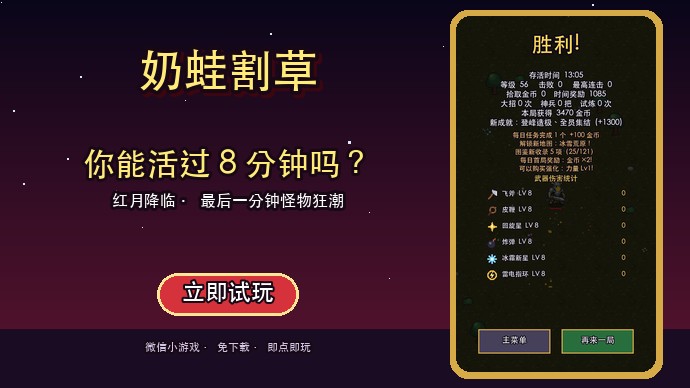 奶蛙割草
你能活过 8 分钟吗？
红月降临 · 最后一分钟怪物狂潮
立即试玩
微信小游戏 · 免下载 · 即点即玩
胜利!
存活时间 13:05
等级 56 击败 0 最高连击 0
拾取金币 0 时间奖励 1085
大招 0 次 神兵 0 把 试炼 0 次
本局获得 3470 金币
新成就：登峰造极、全员集结 (+1300)
每日任务完成 1 个 +100 金币
解锁新地图：冰雪荒原！
图鉴新收录 5 项 (25/121)
每日首局奖励：金币 ×2!
可以购买强化：力量 Lv1!
武器伤害统计
飞斧 LV 8 0
皮鞭 LV 8 0
回旋星 LV 8 0
炸弹 LV 8 0
冰霜新星 LV 8 0
雷电指环 LV 8 0
主菜单 再来一局